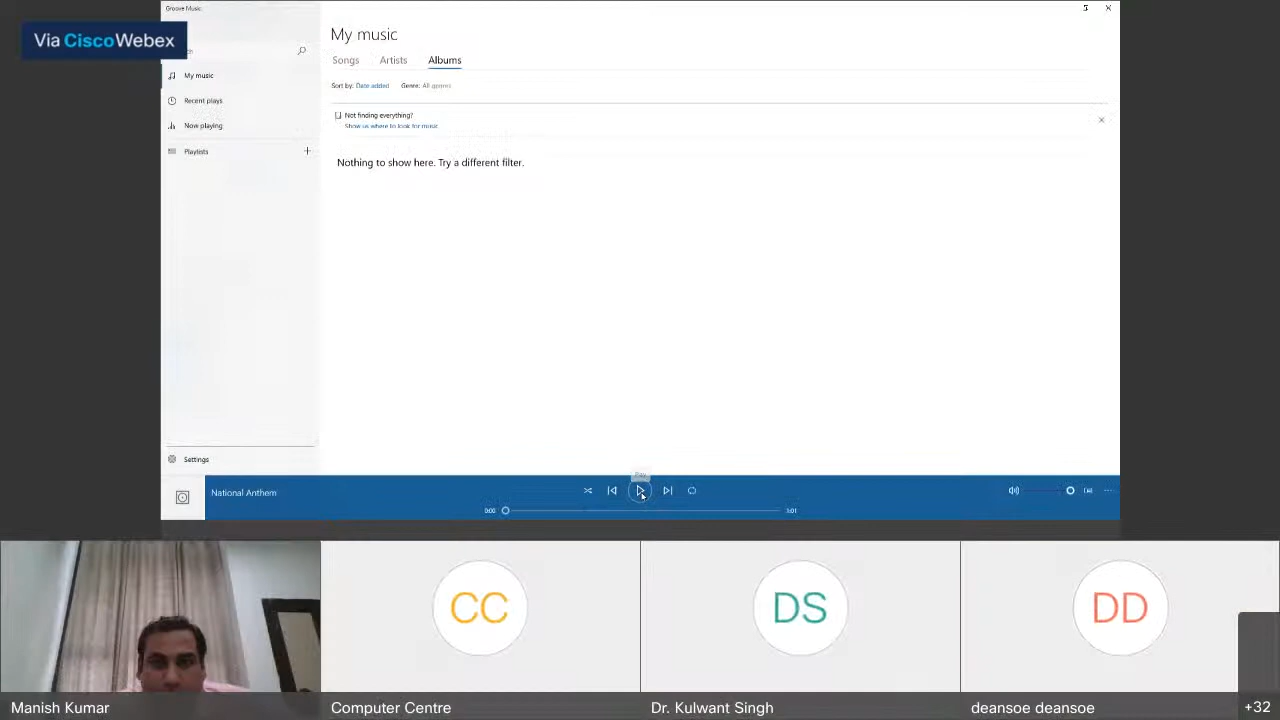 Groove Music
Via CiscoWebex
My music
Recent plays
Now playing
Playlists
Settings
My music
Songs Artists Albums
Sort by: Date added Genre: All genres
Not finding everything?
Show us where to look for music
Nothing to show here. Try a different filter.
Play
National Anthem
0:00 1:01
CC DS DD
Manish Kumar Computer Centre Dr. Kulwant Singh deansoe deansoe +32